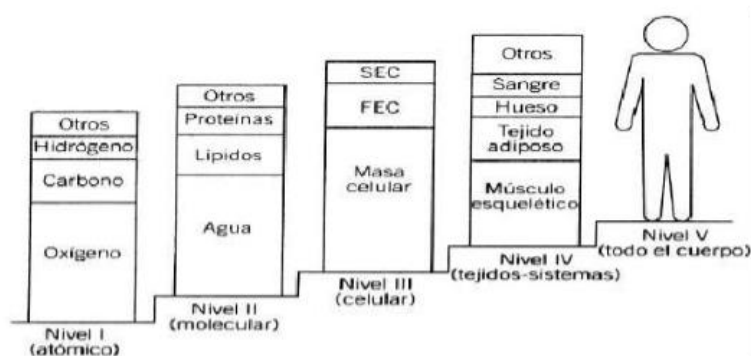 Otros
Hidrógeno
Carbono
Oxígeno
Nivel I
(atómico)
Otros
Proteínas
Lípidos
Agua
Nivel II
(molecular)
SEC
FEC
Masa
celular
Nivel III
(celular)
Otros
Sangre
Hueso
Tejido
adiposo
Músculo
esquelético
Nivel IV
(tejidos-sistemas)
Nivel V
(todo el cuerpo)